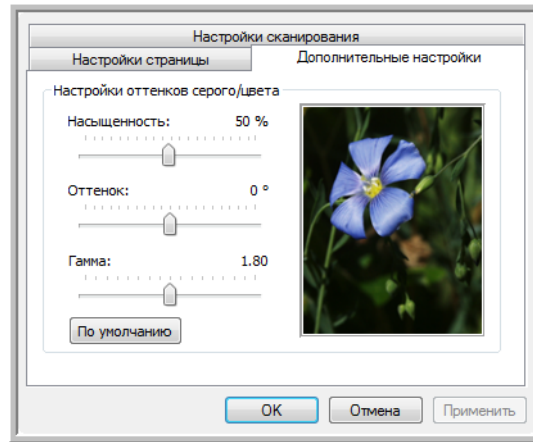 Настройки сканирования
Настройки страницы
Дополнительные настройки
Настройки оттенков серого/цвета
Насыщенность: 50 %
Оттенок: 0 °
Гамма: 1.80
По умолчанию
OK
Отмена
Применить